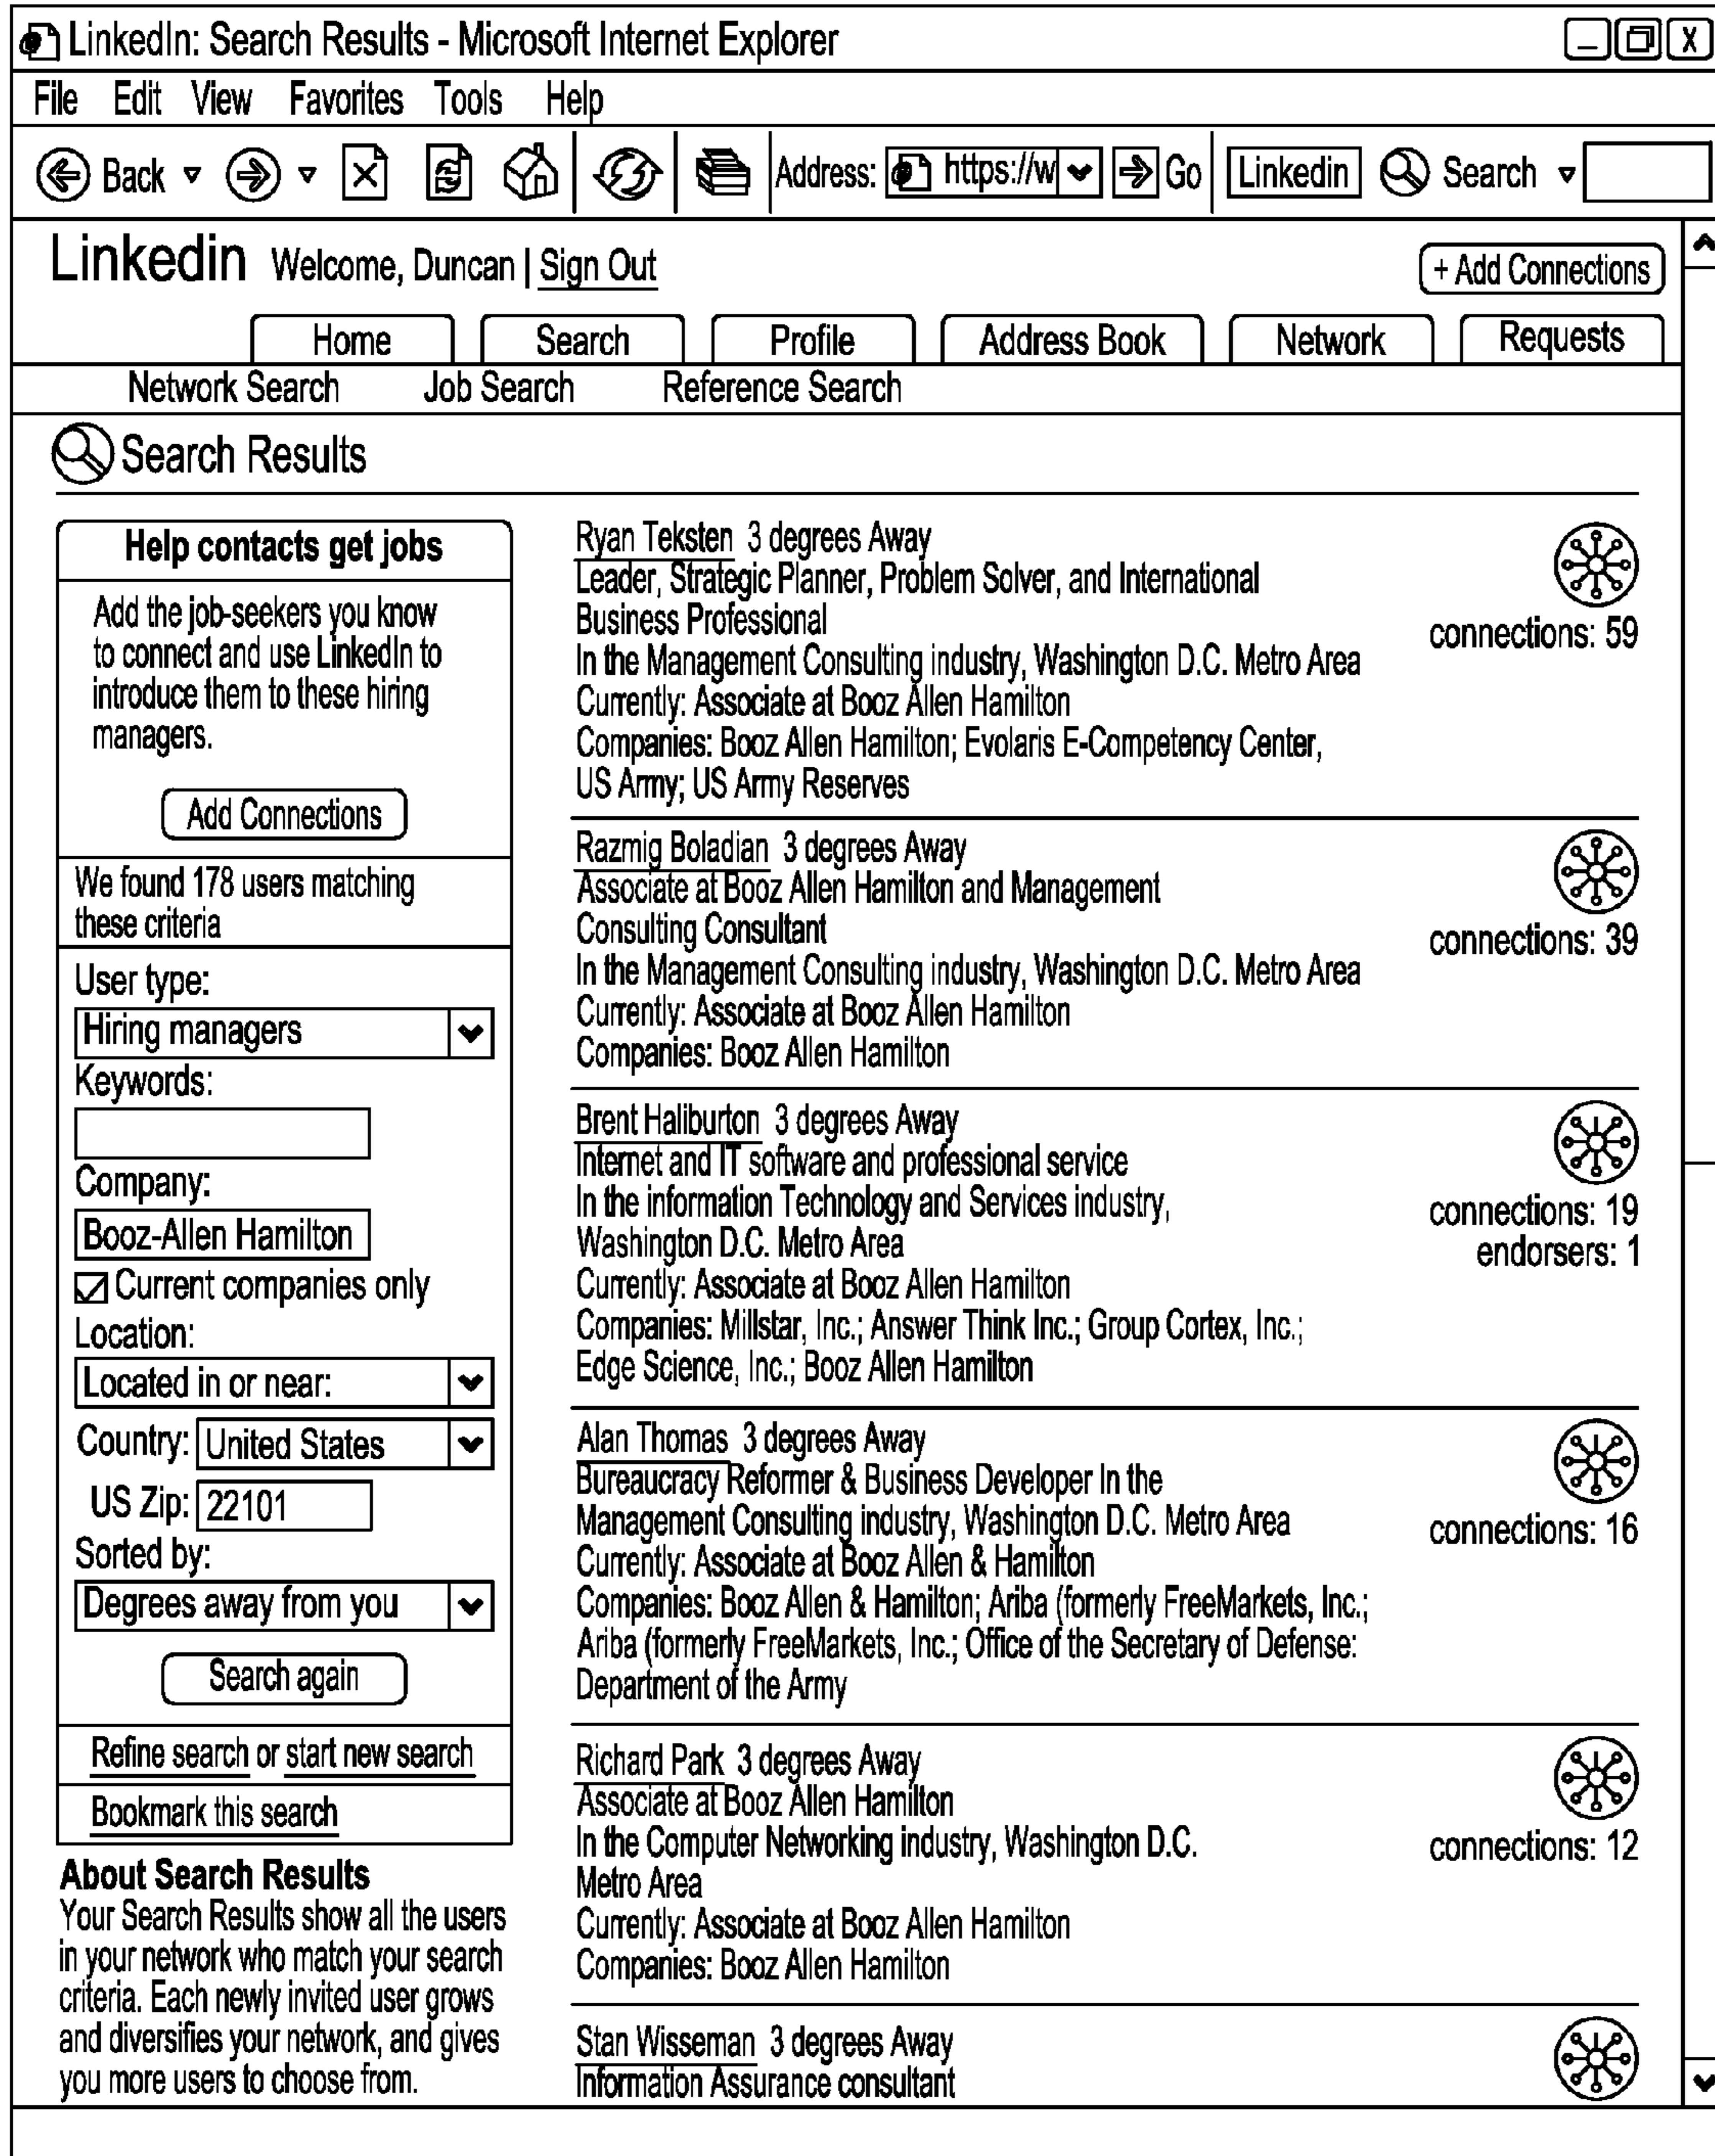 LinkedIn: Search Results - Microsoft Internet Explorer
X
File Edit View Favorites Tools Help
Back Address: https://w Go Linkedin Search
Linkedin Welcome, Duncan | Sign Out
+ Add Connections
Home Search Profile Address Book Network Requests
Network Search Job Search Reference Search
Search Results
Help contacts get jobs
Add the job-seekers you know
to connect and use LinkedIn to
introduce them to these hiring
managers.
Add Connections
We found 178 users matching
these criteria
User type:
Hiring managers
Keywords:
Company:
Booz-Allen Hamilton
Current companies only
Location:
Located in or near:
Country: United States
US Zip: 22101
Sorted by:
Degrees away from you
Search again
Refine search or start new search
Bookmark this search
About Search Results
Your Search Results show all the users
in your network who match your search
criteria. Each newly invited user grows
and diversifies your network, and gives
you more users to choose from.
Ryan Teksten 3 degrees Away
Leader, Strategic Planner, Problem Solver, and International
Business Professional
In the Management Consulting industry, Washington D.C. Metro Area
Currently: Associate at Booz Allen Hamilton
Companies: Booz Allen Hamilton; Evolaris E-Competency Center,
US Army; US Army Reserves
connections: 59
Razmig Boladian 3 degrees Away
Associate at Booz Allen Hamilton and Management
Consulting Consultant
In the Management Consulting industry, Washington D.C. Metro Area
Currently: Associate at Booz Allen Hamilton
Companies: Booz Allen Hamilton
connections: 39
Brent Haliburton 3 degrees Away
Internet and IT software and professional service
In the information Technology and Services industry,
Washington D.C. Metro Area
Currently: Associate at Booz Allen Hamilton
Companies: Millstar, Inc.; Answer Think Inc.; Group Cortex, Inc.;
Edge Science, Inc.; Booz Allen Hamilton
connections: 19
endorsers: 1
Alan Thomas 3 degrees Away
Bureaucracy Reformer & Business Developer In the
Management Consulting industry, Washington D.C. Metro Area
Currently: Associate at Booz Allen & Hamilton
Companies: Booz Allen & Hamilton; Ariba (formerly FreeMarkets, Inc.;
Ariba (formerly FreeMarkets, Inc.; Office of the Secretary of Defense:
Department of the Army
connections: 16
Richard Park 3 degrees Away
Associate at Booz Allen Hamilton
In the Computer Networking industry, Washington D.C.
Metro Area
Currently: Associate at Booz Allen Hamilton
Companies: Booz Allen Hamilton
connections: 12
Stan Wisseman 3 degrees Away
Information Assurance consultant